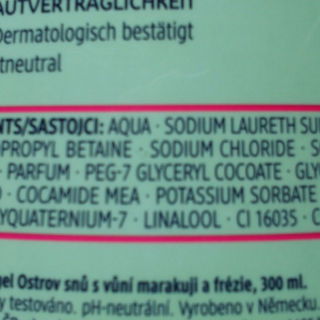 AUTVERTRÄGLICHKEIT
Dermatologisch bestätigt
tneutral
NTS/SASTOJCI: AQUA · SODIUM LAURETH SU
OPROPYL BETAINE · SODIUM CHLORIDE · S
· PARFUM · PEG-7 GLYCERYL COCOATE · GLY
· COCAMIDE MEA · POTASSIUM SORBATE
YQUATERNIUM-7 · LINALOOL · CI 16035 · C
gel Ostrov snů s vůní marakuji a frézie, 300 ml.
y testováno. pH-neutrální. Vyrobeno v Německu.